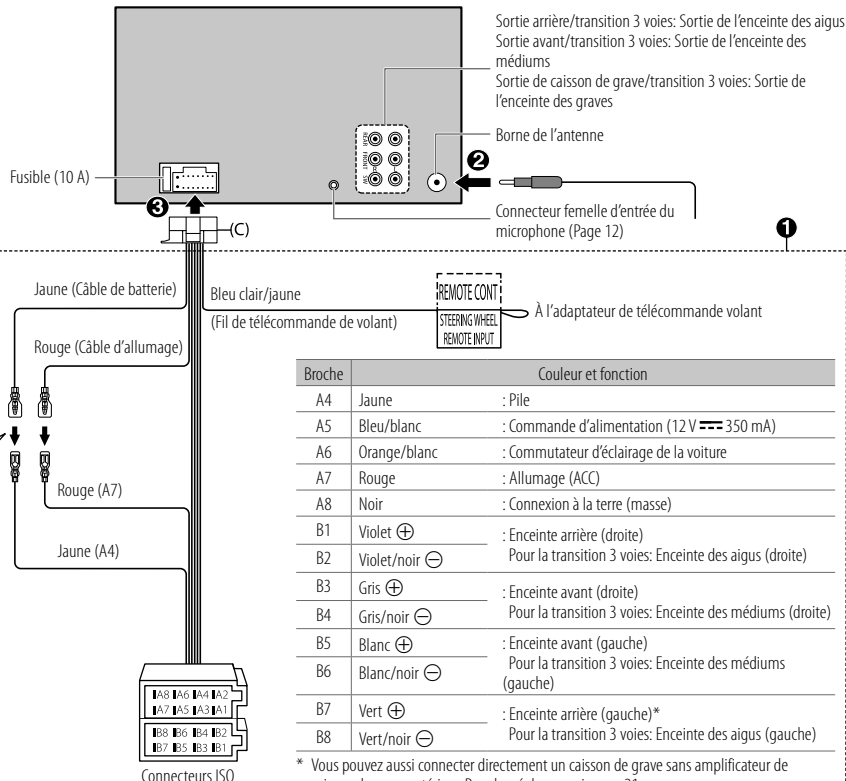 Sortie arrière/transition 3 voies: Sortie de l'enceinte des aigus
Sortie avant/transition 3 voies: Sortie de l'enceinte des
médiums
Sortie de caisson de grave/transition 3 voies: Sortie de
l'enceinte des graves
REAR
FRONT
SW
Borne de l'antenne
Fusible (10 A)
❷
❸
Connecteur femelle d'entrée du
microphone (Page 12)
❶
(C)
Jaune (Câble de batterie)
Bleu clair/jaune
(Fil de télécommande de volant)
REMOTE CONT
STEERING WHEEL
REMOTE INPUT
À l'adaptateur de télécommande volant
Rouge (Câble d'allumage)
Rouge (A7)
Jaune (A4)
Broche Couleur et fonction
A4 Jaune : Pile
A5 Bleu/blanc : Commande d'alimentation (12 V ⎓ 350 mA)
A6 Orange/blanc : Commutateur d'éclairage de la voiture
A7 Rouge : Allumage (ACC)
A8 Noir : Connexion à la terre (masse)
B1 Violet ⊕ : Enceinte arrière (droite)
B2 Violet/noir ⊖ Pour la transition 3 voies: Enceinte des aigus (droite)
B3 Gris ⊕ : Enceinte avant (droite)
B4 Gris/noir ⊖ Pour la transition 3 voies: Enceinte des médiums (droite)
B5 Blanc ⊕ : Enceinte avant (gauche)
B6 Blanc/noir ⊖ Pour la transition 3 voies: Enceinte des médiums
(gauche)
B7 Vert ⊕ : Enceinte arrière (gauche)*
B8 Vert/noir ⊖ Pour la transition 3 voies: Enceinte des aigus (gauche)
* Vous pouvez aussi connecter directement un caisson de grave sans amplificateur de
A8 A6 A4 A2
A7 A5 A3 A1
B8 B6 B4 B2
B7 B5 B3 B1
Connecteurs ISO